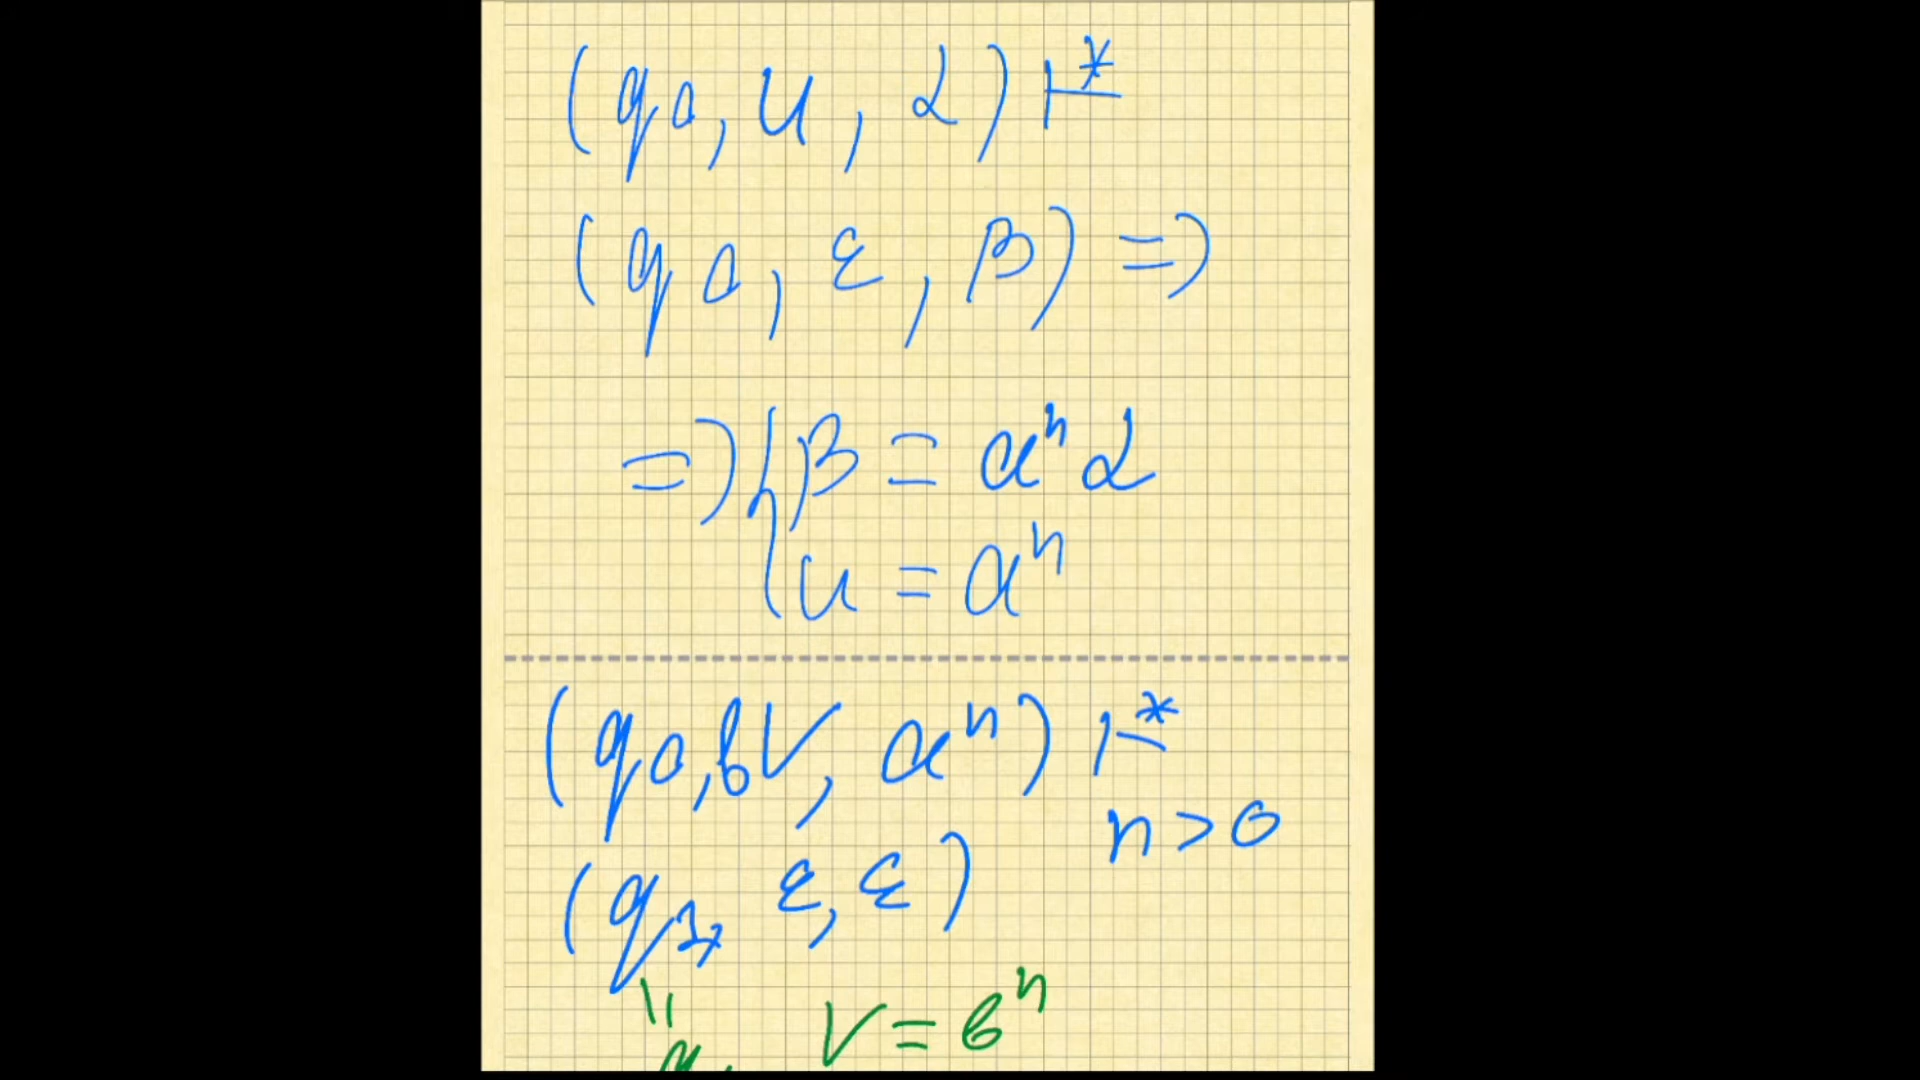 (q0, u, α) ⊢*
(q0, ε, β) =>
=> { β = aⁿα
u = aⁿ
(q0, bV, aⁿ) ⊢*
n > 0
(q1, ε, ε)
V = bⁿ